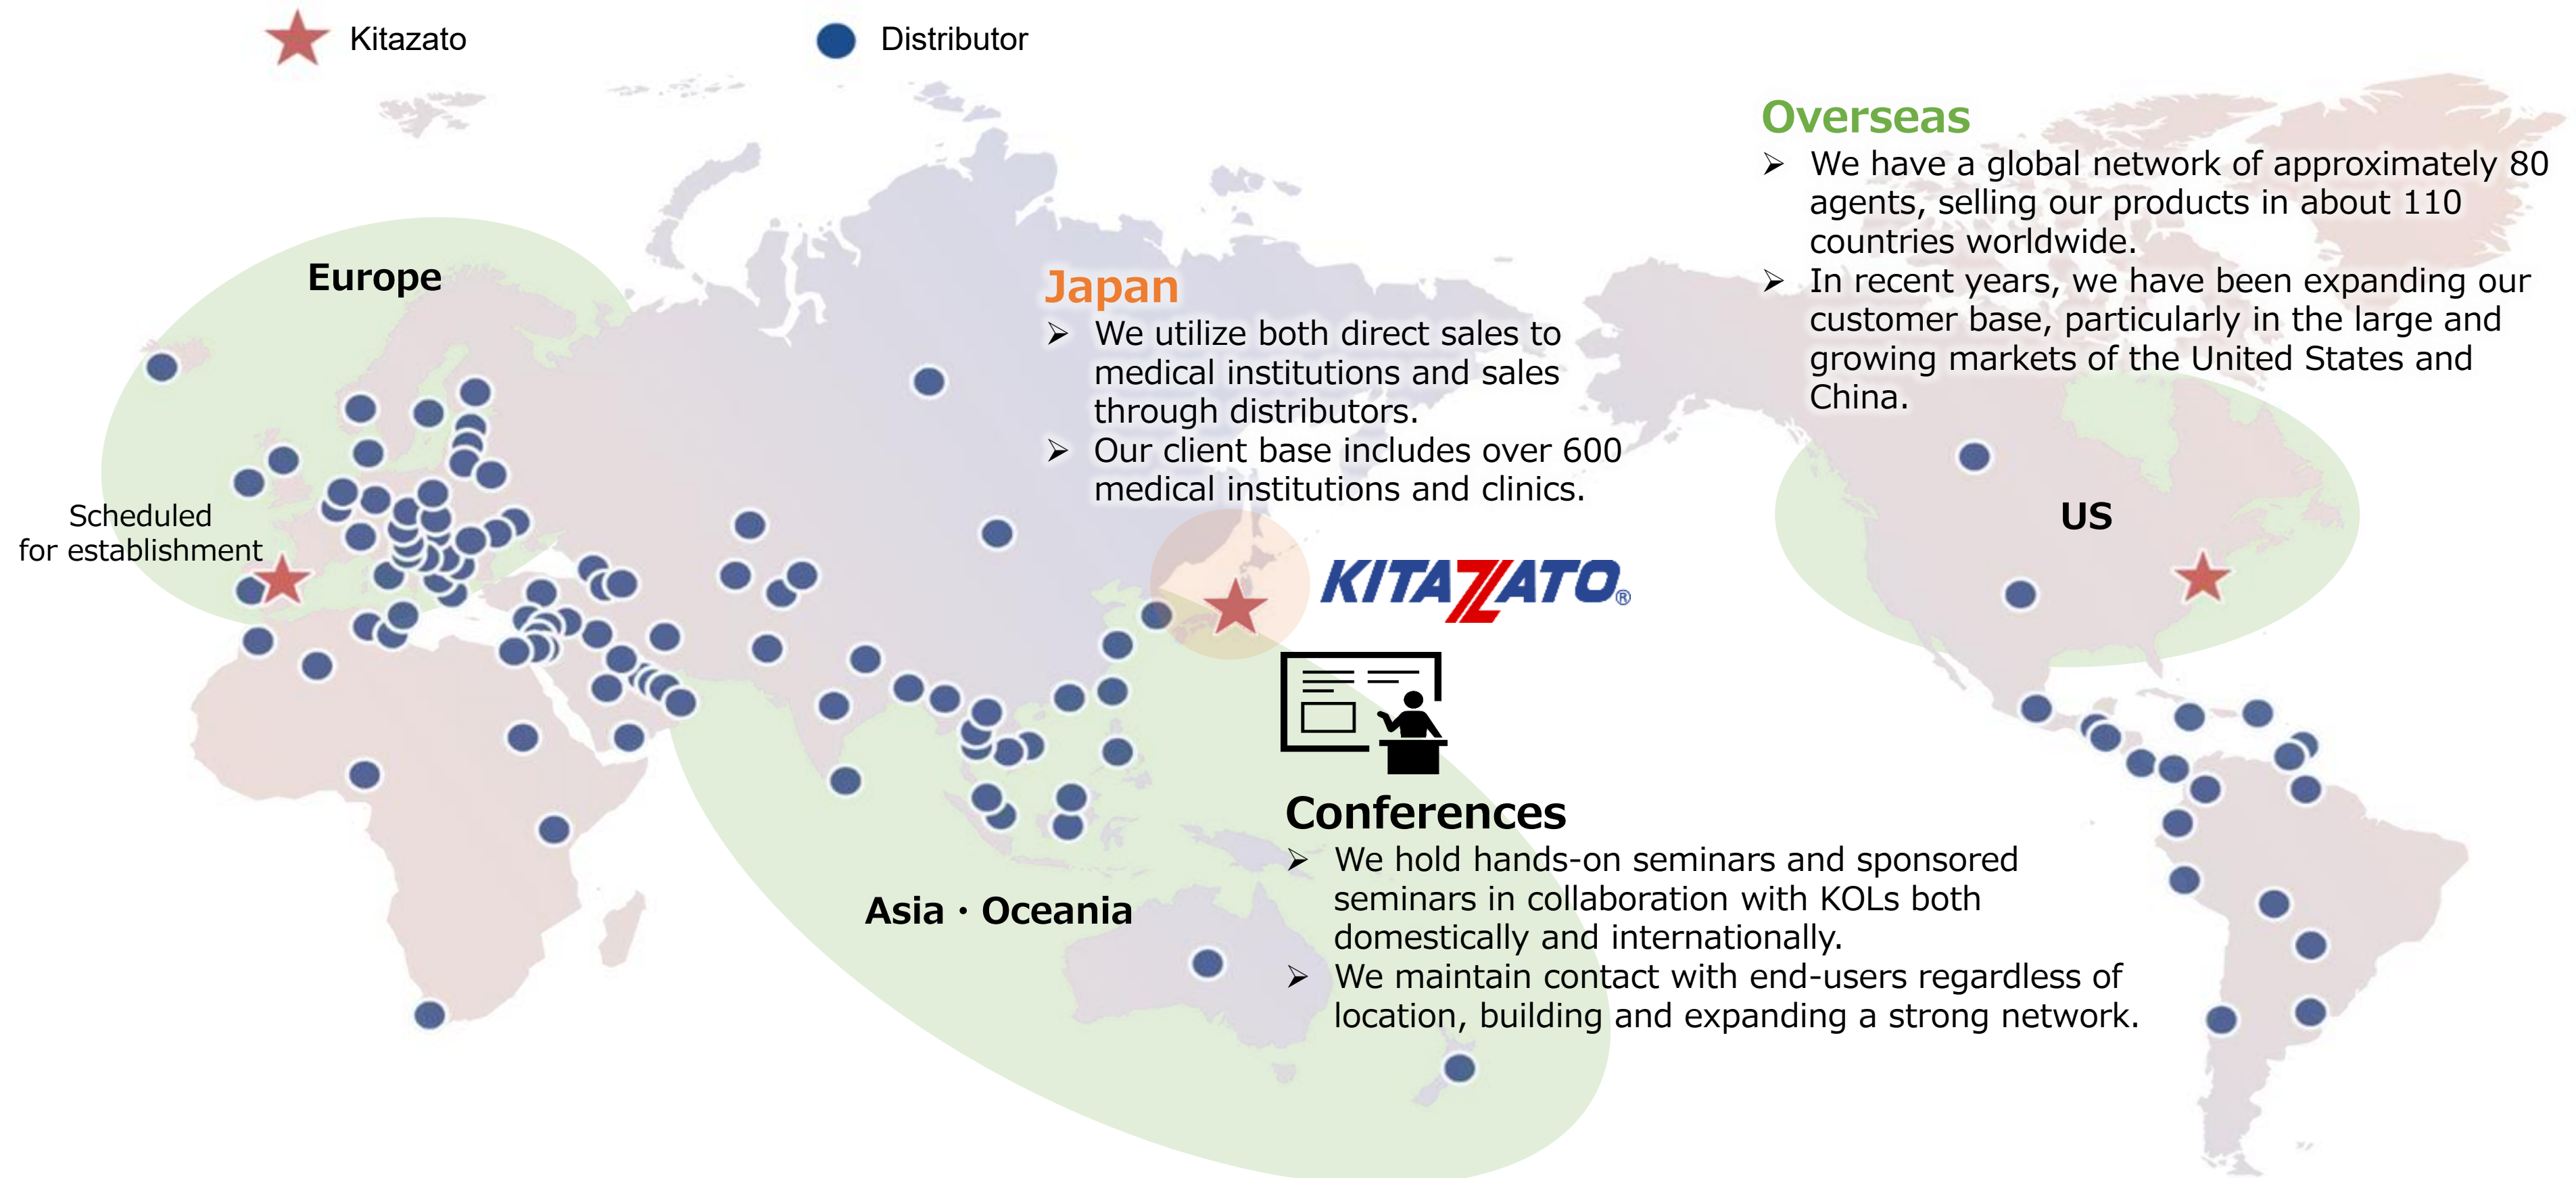 Kitazato
Distributor
Overseas
➢ We have a global network of approximately 80
agents, selling our products in about 110
countries worldwide.
➢ In recent years, we have been expanding our
customer base, particularly in the large and
growing markets of the United States and
China.
Europe
Japan
➢ We utilize both direct sales to
medical institutions and sales
through distributors.
➢ Our client base includes over 600
medical institutions and clinics.
Scheduled
for establishment
US
KITAZATO®
Conferences
➢ We hold hands-on seminars and sponsored
seminars in collaboration with KOLs both
domestically and internationally.
➢ We maintain contact with end-users regardless of
location, building and expanding a strong network.
Asia・Oceania